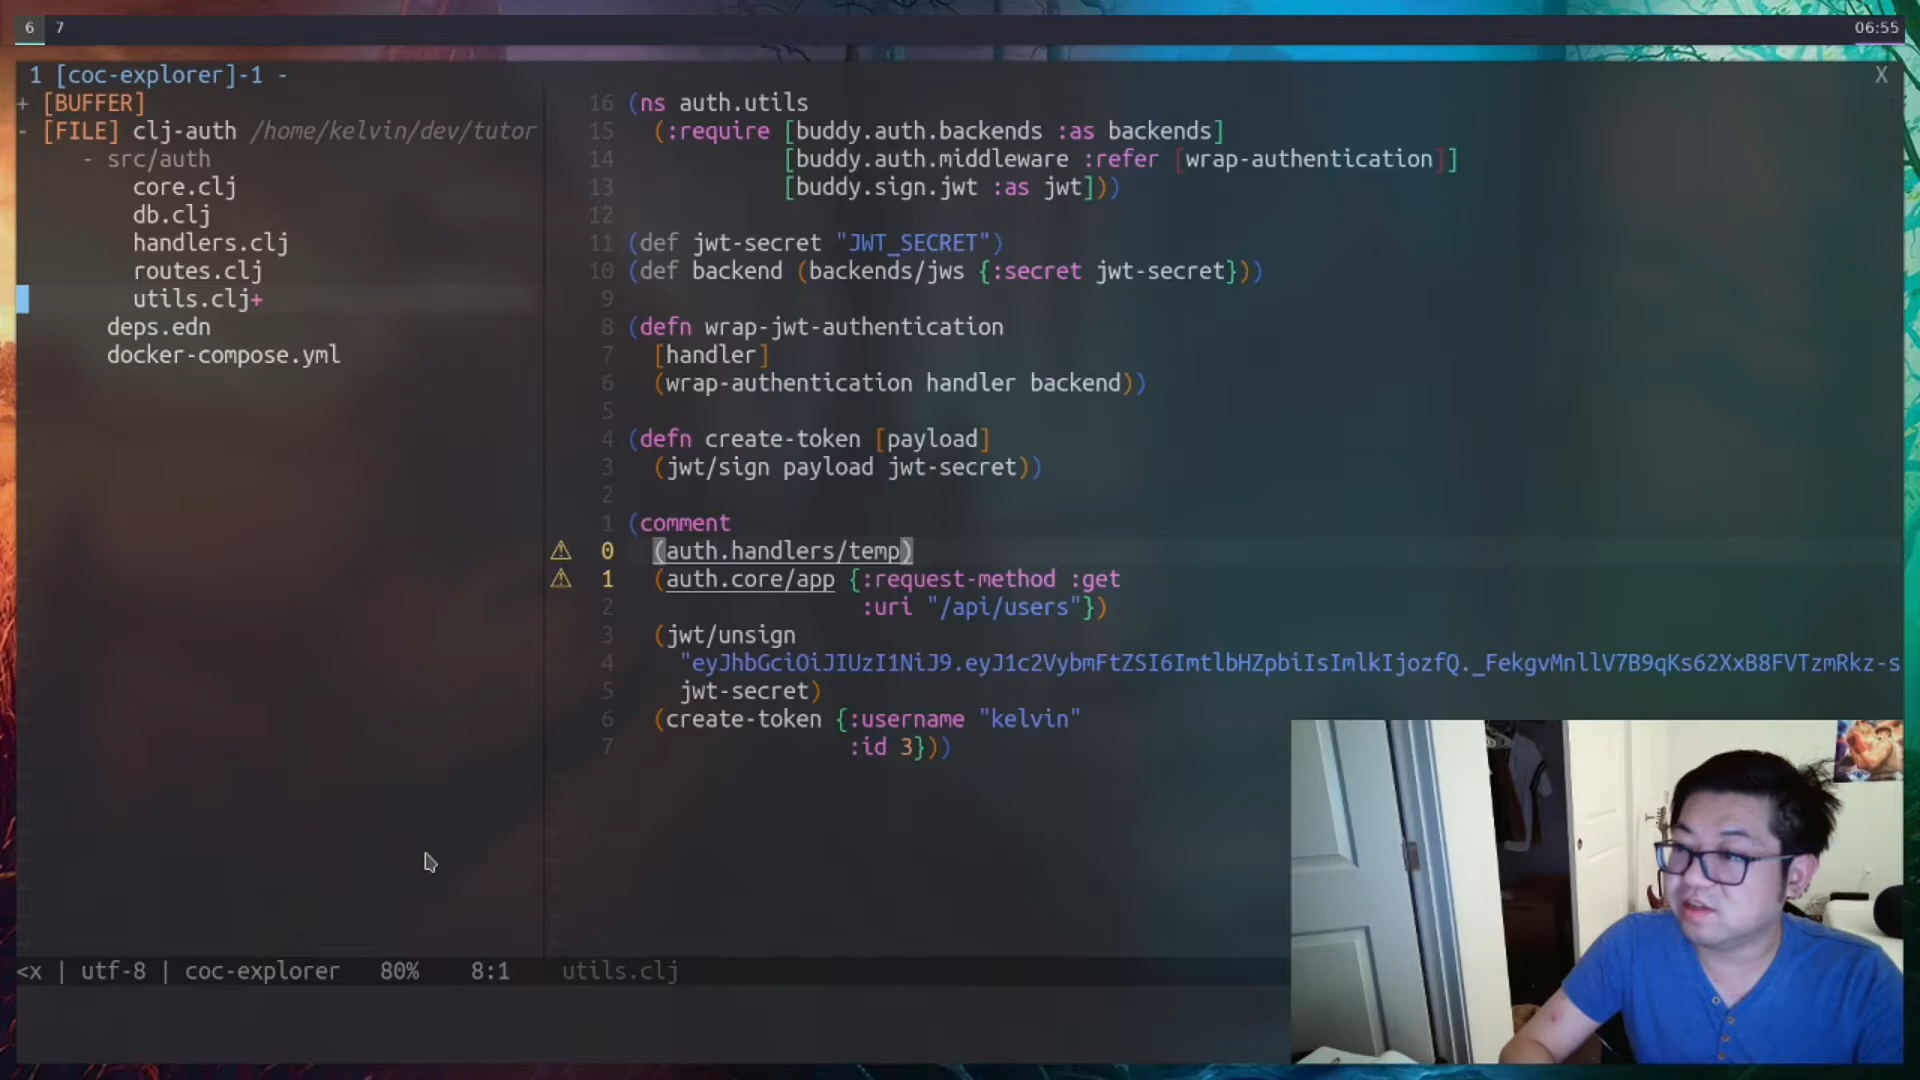 6 7 06:55
1 [coc-explorer]-1 - X
+ [BUFFER]
- [FILE] clj-auth /home/kelvin/dev/tutor
- src/auth
core.clj
db.clj
handlers.clj
routes.clj
utils.clj+
deps.edn
docker-compose.yml
16 (ns auth.utils
15 (:require [buddy.auth.backends :as backends]
14 [buddy.auth.middleware :refer [wrap-authentication]]
13 [buddy.sign.jwt :as jwt]))
12
11 (def jwt-secret "JWT_SECRET")
10 (def backend (backends/jws {:secret jwt-secret}))
9
8 (defn wrap-jwt-authentication
7 [handler]
6 (wrap-authentication handler backend))
5
4 (defn create-token [payload]
3 (jwt/sign payload jwt-secret))
2
1 (comment
0 (auth.handlers/temp)
1 (auth.core/app {:request-method :get
2 :uri "/api/users"})
3 (jwt/unsign
4 "eyJhbGciOiJIUzI1NiJ9.eyJ1c2VybmFtZSI6ImtlbHZpbiIsImlkIjozfQ._FekgvMnllV7B9qKs62XxB8FVTzmRkz-s
5 jwt-secret)
6 (create-token {:username "kelvin"
7 :id 3}))
<x | utf-8 | coc-explorer 80% 8:1 utils.clj